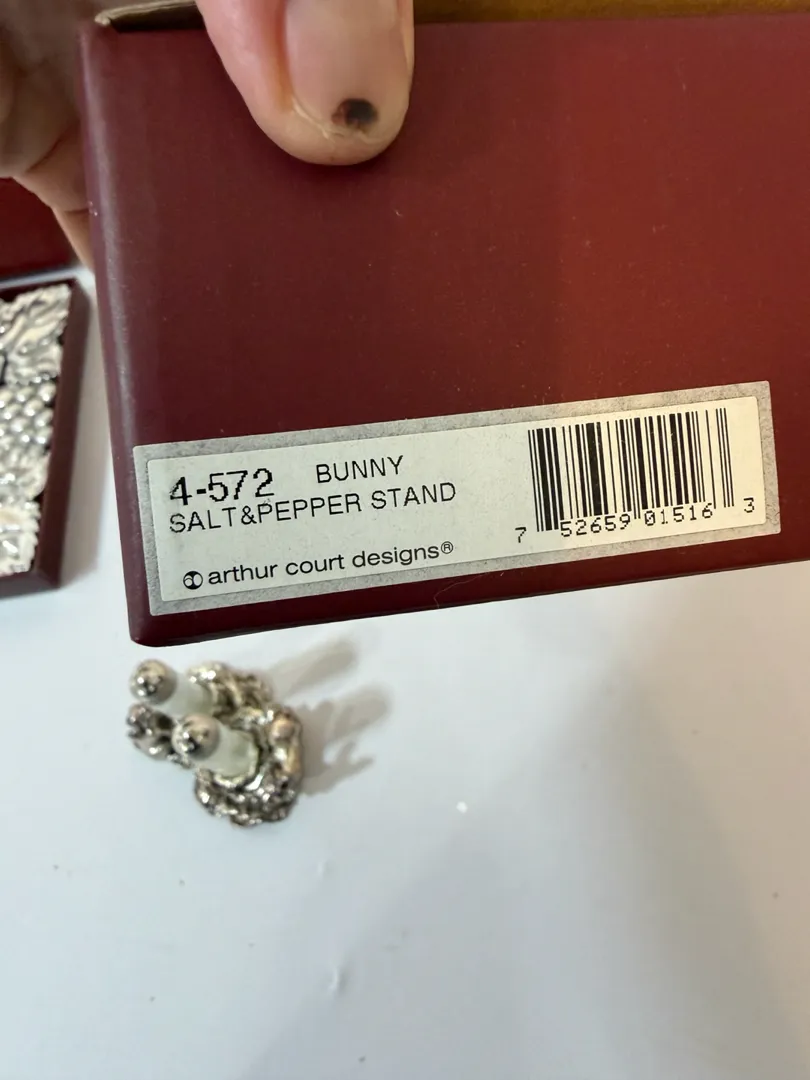 4-572 BUNNY
SALT&PEPPER STAND
arthur court designs®
7 52659 01516 3